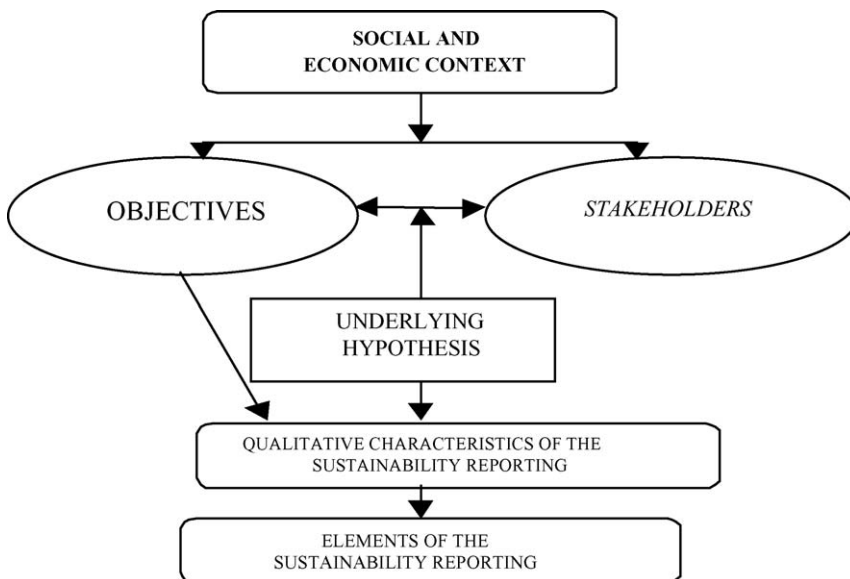 SOCIAL AND
ECONOMIC CONTEXT
OBJECTIVES
STAKEHOLDERS
UNDERLYING
HYPOTHESIS
QUALITATIVE CHARACTERISTICS OF THE
SUSTAINABILITY REPORTING
ELEMENTS OF THE
SUSTAINABILITY REPORTING